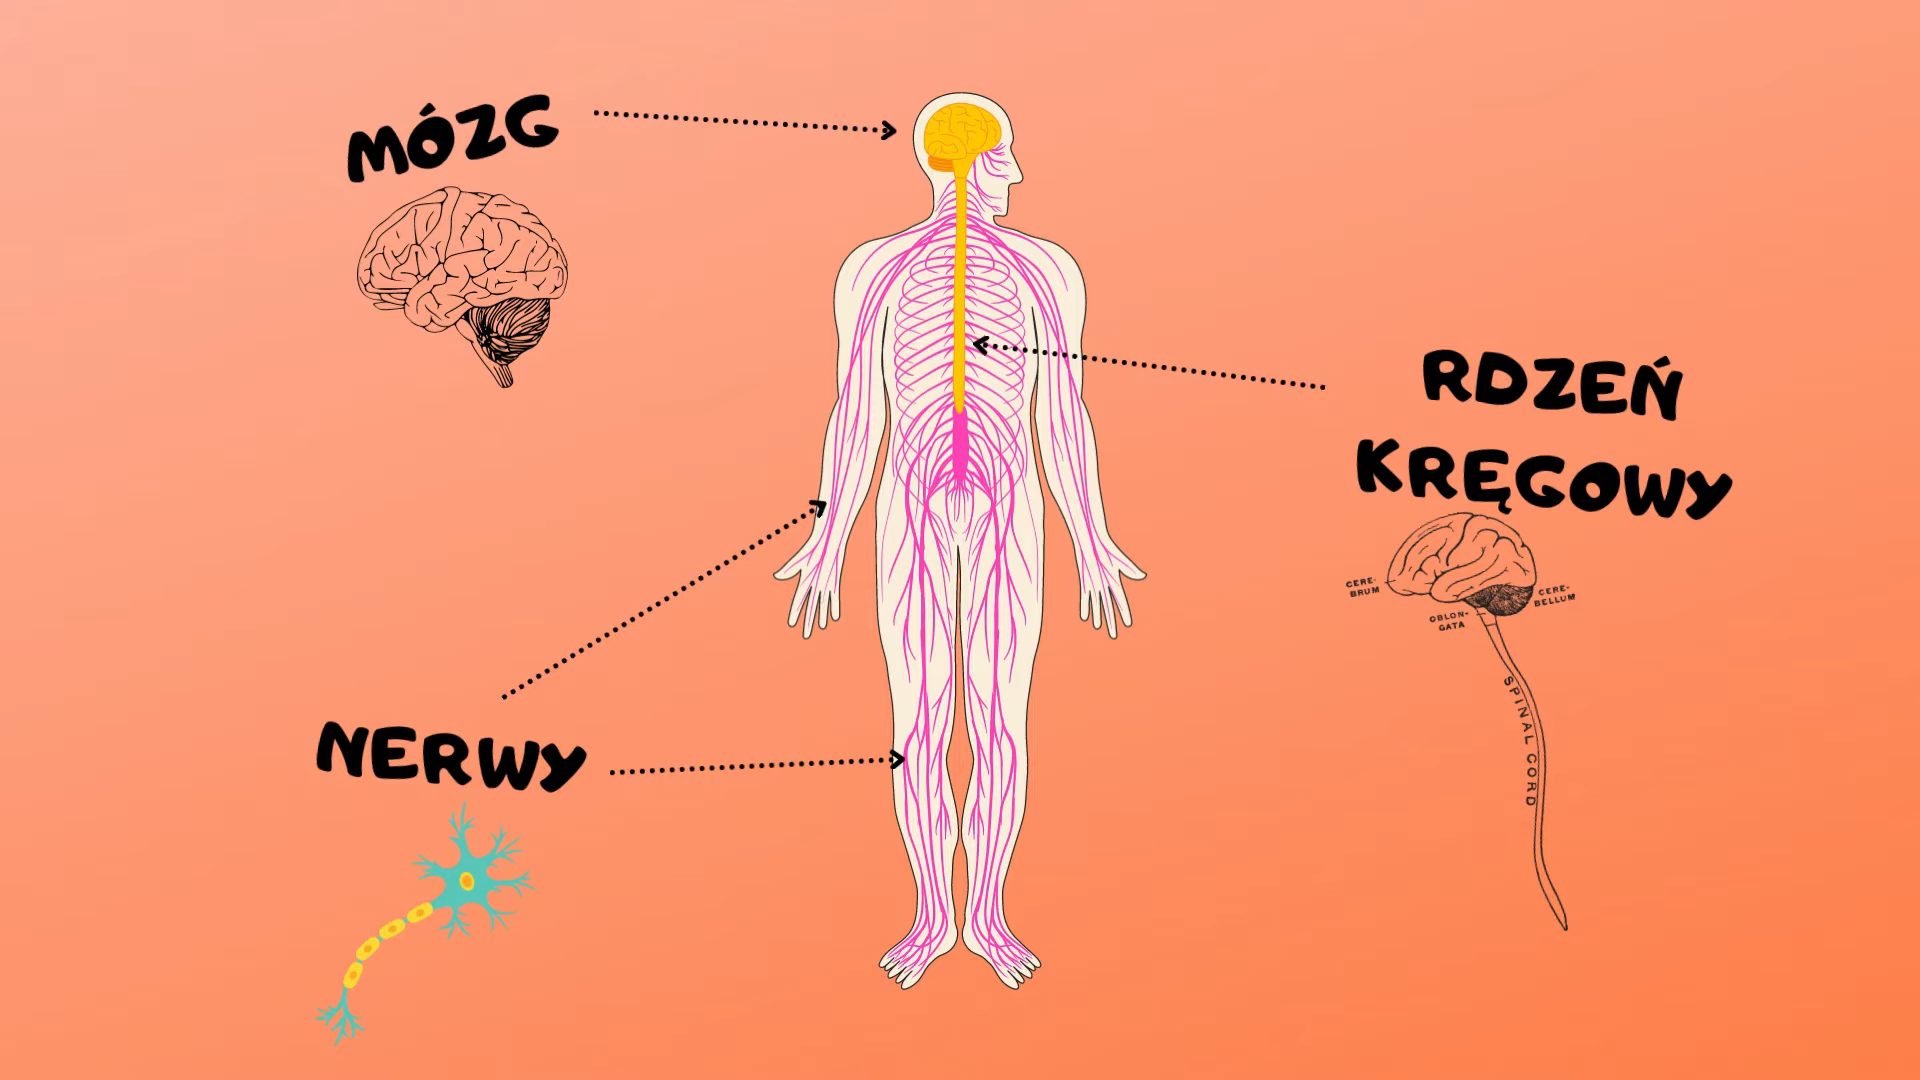 MÓZG
RDZEŃ
KRĘGOWY
CERE-
BRUM
CERE-
BELLUM
OBLON-
GATA
SPINAL CORD
NERWY